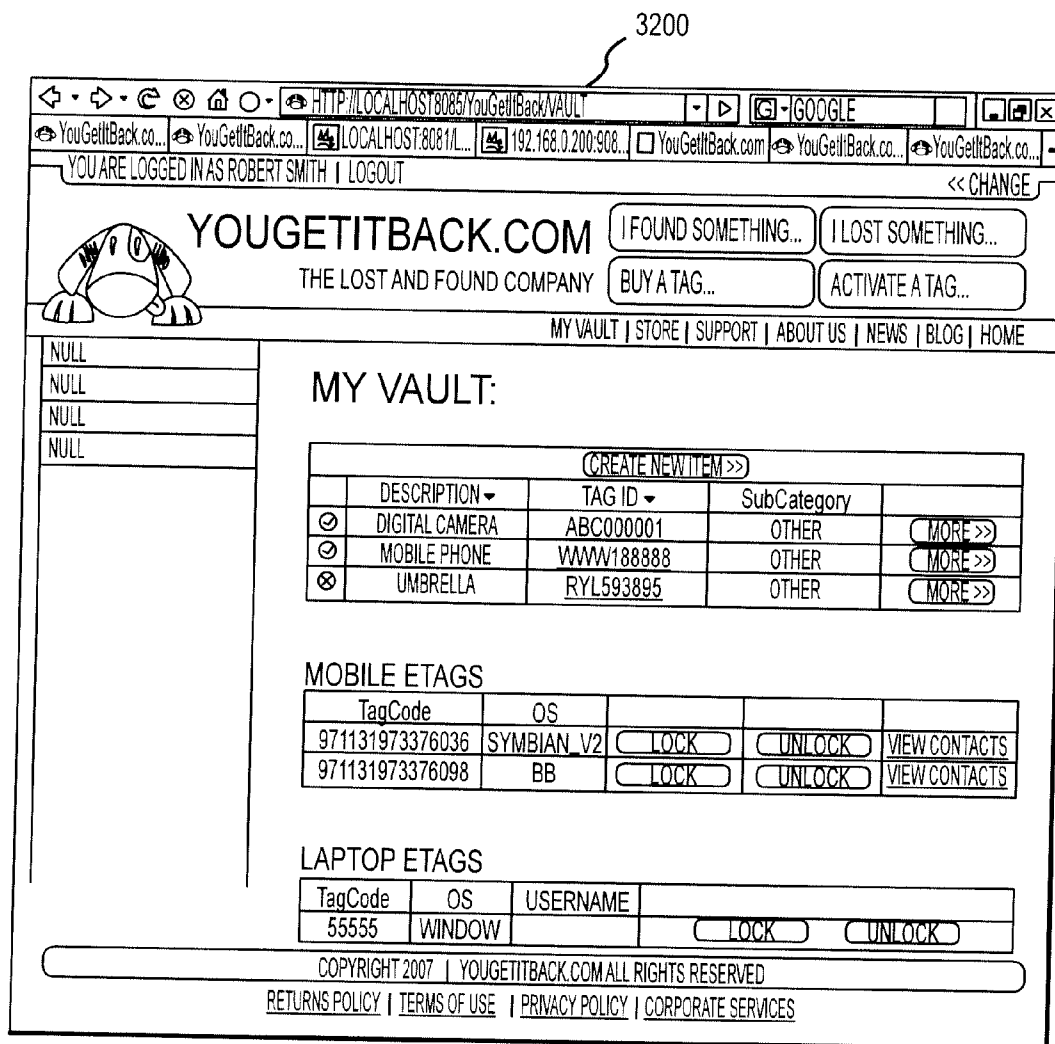 3200
HTTP://LOCALHOST8085/YouGetItBack/VAULT G GOOGLE
YouGetItBack.co... YouGetItBack.co... LOCALHOST:8081/L... 192.168.0.200:908... YouGetItBack.com YouGetItBack.co... YouGetItBack.co...
YOU ARE LOGGED IN AS ROBERT SMITH | LOGOUT << CHANGE
YOUGETITBACK.COM
THE LOST AND FOUND COMPANY
I FOUND SOMETHING... I LOST SOMETHING...
BUY A TAG... ACTIVATE A TAG...
MY VAULT | STORE | SUPPORT | ABOUT US | NEWS | BLOG | HOME
NULL
NULL
NULL
NULL
MY VAULT:
CREATE NEW ITEM >>
DESCRIPTION TAG ID SubCategory
DIGITAL CAMERA ABC000001 OTHER MORE >>
MOBILE PHONE WWW188888 OTHER MORE >>
UMBRELLA RYL593895 OTHER MORE >>
MOBILE ETAGS
TagCode OS
971131973376036 SYMBIAN_V2 LOCK UNLOCK VIEW CONTACTS
971131973376098 BB LOCK UNLOCK VIEW CONTACTS
LAPTOP ETAGS
TagCode OS USERNAME
55555 WINDOW LOCK UNLOCK
COPYRIGHT 2007 | YOUGETITBACK.COM ALL RIGHTS RESERVED
RETURNS POLICY | TERMS OF USE | PRIVACY POLICY | CORPORATE SERVICES